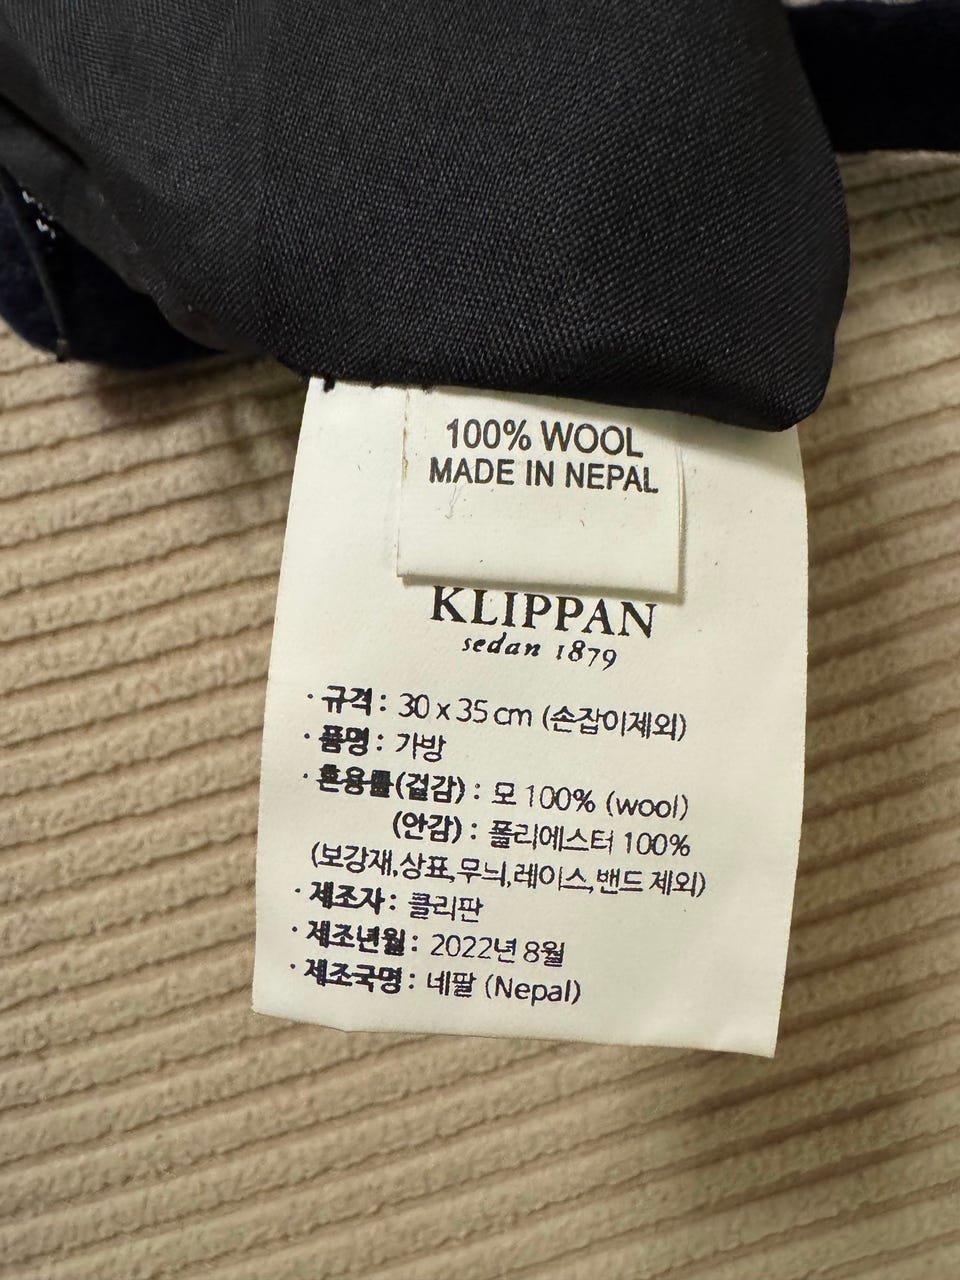 100% WOOL
MADE IN NEPAL
KLIPPAN
sedan 1879
· 규격 : 30 x 35 cm (손잡이제외)
· 품명 : 가방
· 혼용률(겉감) : 모 100% (wool)
(안감) : 폴리에스터 100%
(보강재,상표,무늬,레이스,밴드 제외)
· 제조자 : 클리판
· 제조년월 : 2022년 8월
· 제조국명 : 네팔 (Nepal)